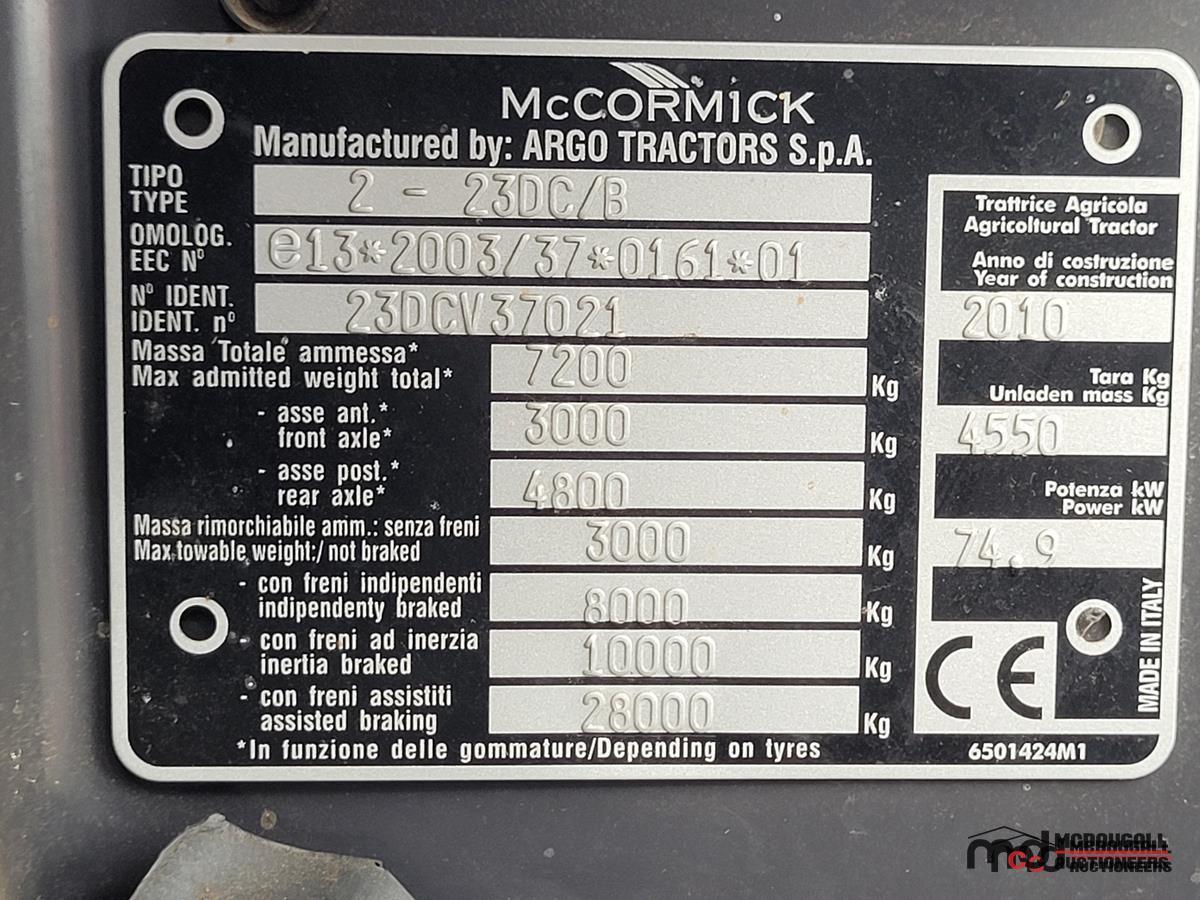 McCORMICK
Manufactured by: ARGO TRACTORS S.p.A.
TIPO
TYPE
2 - 23DC/B
OMOLOG.
EEC N°
e13*2003/37*0161*01
N° IDENT.
IDENT. n°
23DCV37021
Massa Totale ammessa*
Max admitted weight total*
7200 Kg
- asse ant.*
front axle*
3000 Kg
- asse post.*
rear axle*
4800 Kg
Massa rimorchiabile amm.: senza freni
Max towable weight:/ not braked
3000 Kg
- con freni indipendenti
indipendenty braked
8000 Kg
- con freni ad inerzia
inertia braked
10000 Kg
- con freni assistiti
assisted braking
28000 Kg
*In funzione delle gommature/Depending on tyres
Trattrice Agricola
Agricoltural Tractor
Anno di costruzione
Year of construction
2010
Tara Kg
Unladen mass Kg
4550
Potenza kW
Power kW
74.9
CE
MADE IN ITALY
6501424M1
McDOUGALL
AUCTIONEERS